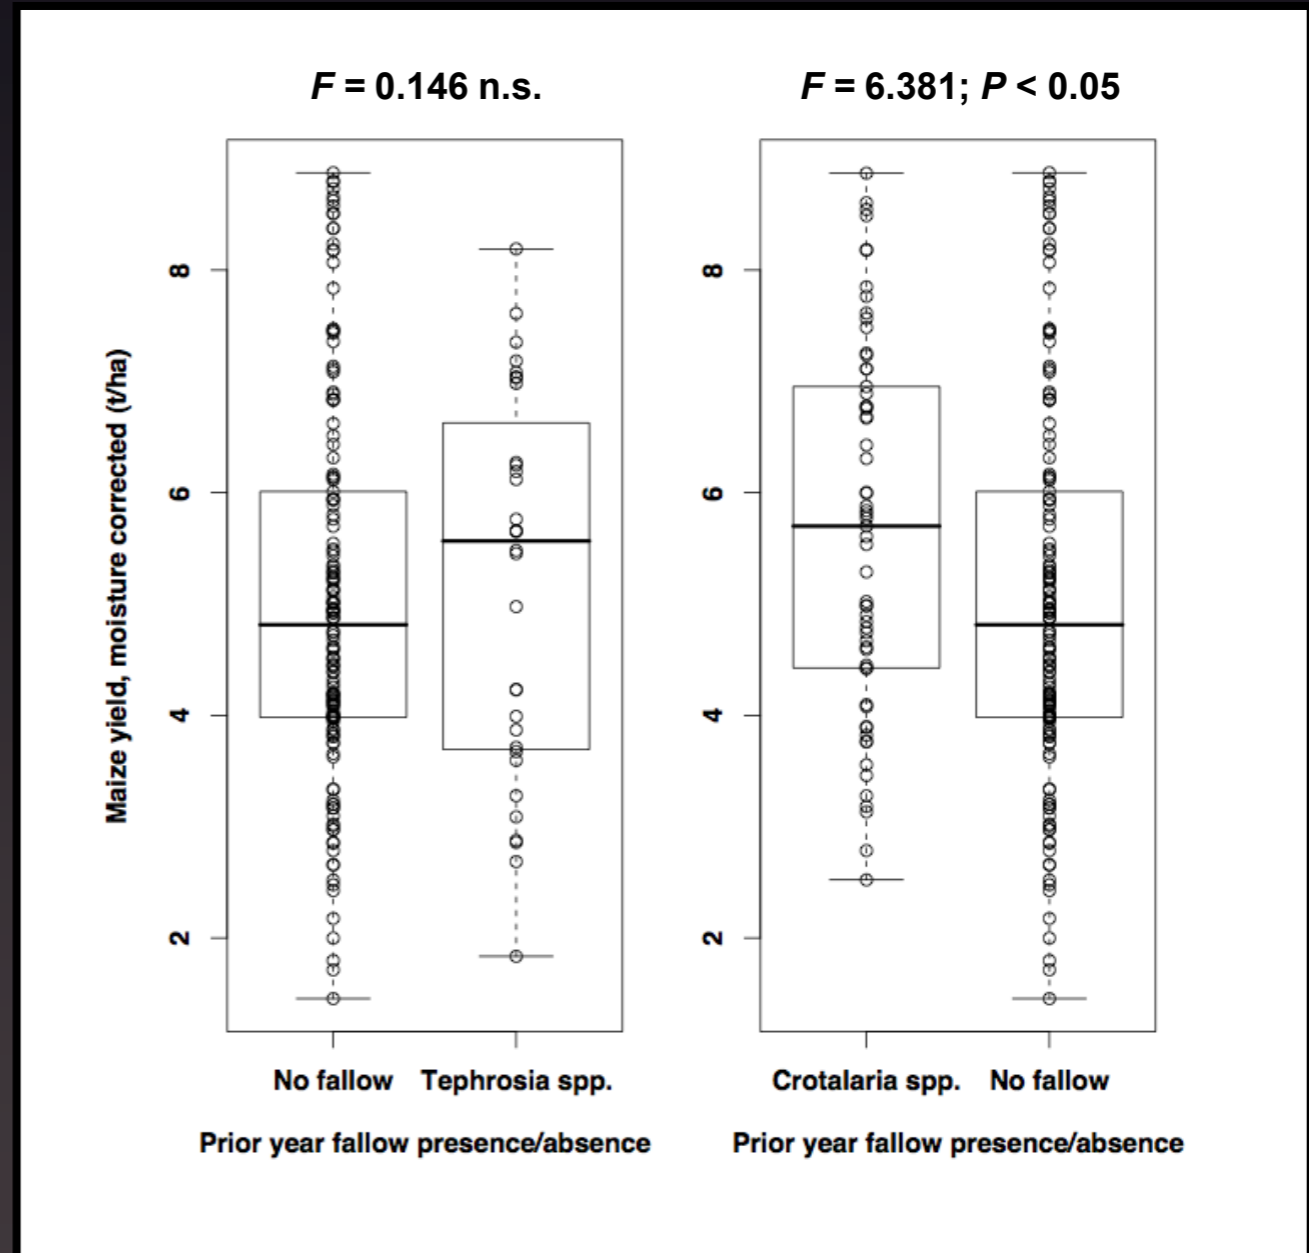 F = 0.146 n.s.
F = 6.381; P < 0.05
Maize yield, moisture corrected (t/ha)
8
6
4
2
8
6
4
2
No fallow
Tephrosia spp.
Crotalaria spp.
No fallow
Prior year fallow presence/absence
Prior year fallow presence/absence